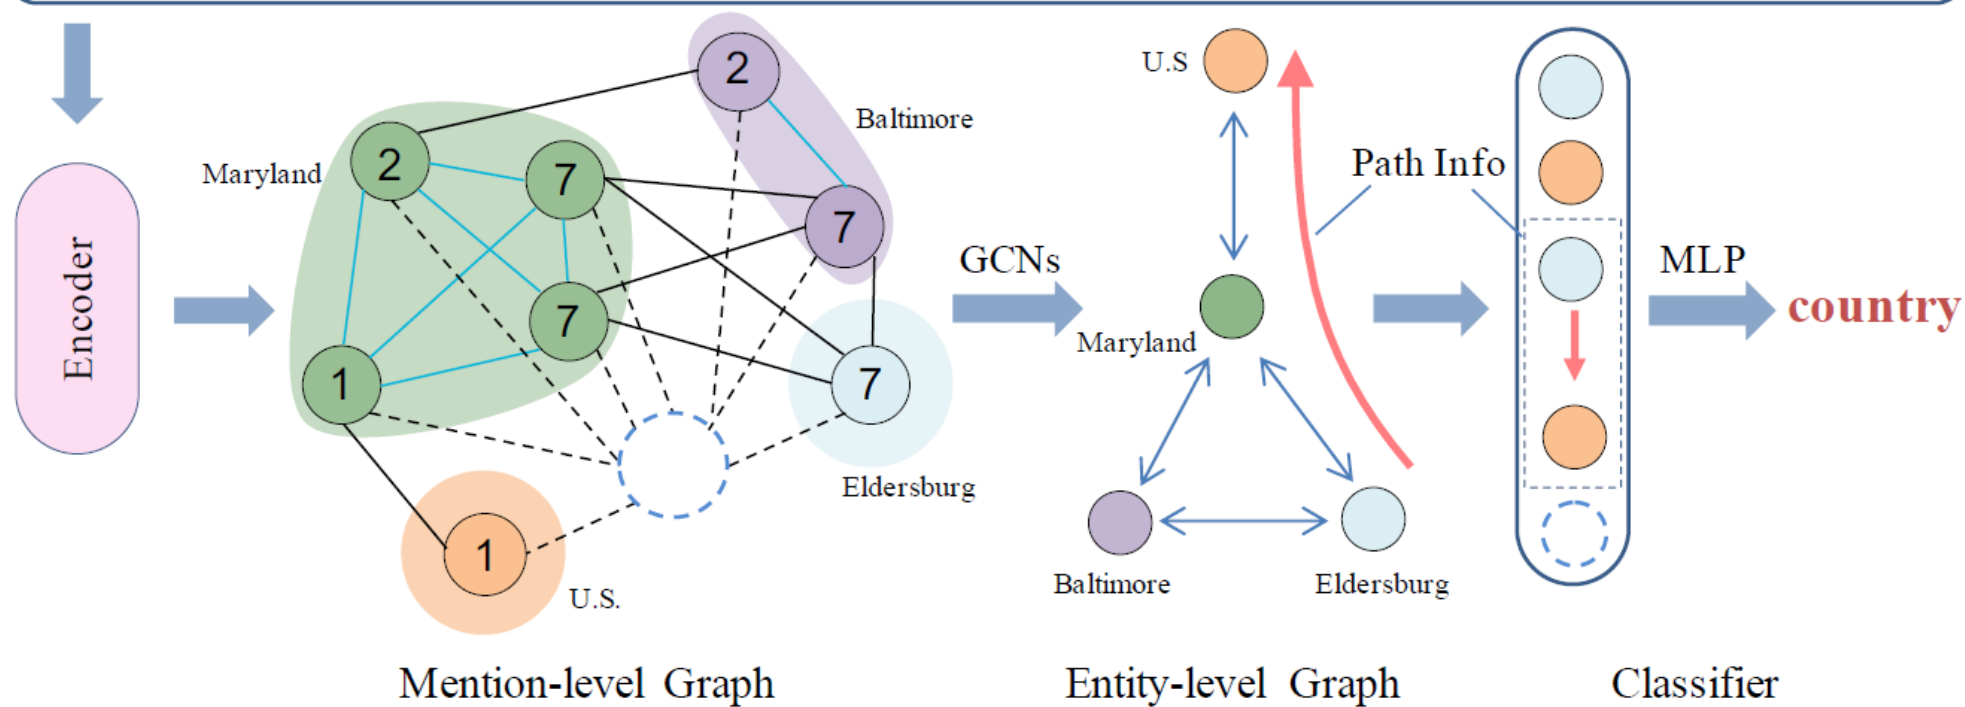 Encoder
Maryland
2
7
7
1
2
7
Baltimore
7
Eldersburg
1
U.S.
Mention-level Graph
GCNs
U.S
Maryland
Baltimore
Eldersburg
Entity-level Graph
Path Info
MLP
country
Classifier